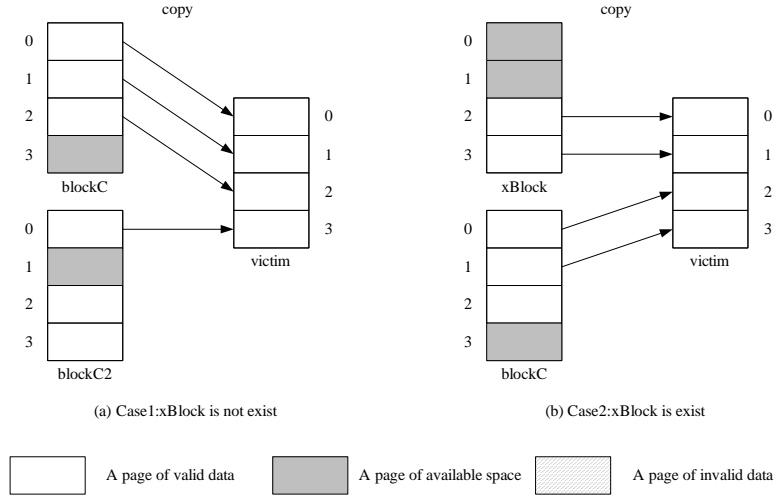 copy
0
1
2
3
blockC
0
1
2
3
blockC2
0
1
2
3
victim
(a) Case1:xBlock is not exist
copy
0
1
2
3
xBlock
0
1
2
3
blockC
0
1
2
3
victim
(b) Case2:xBlock is exist
A page of valid data
A page of available space
A page of invalid data